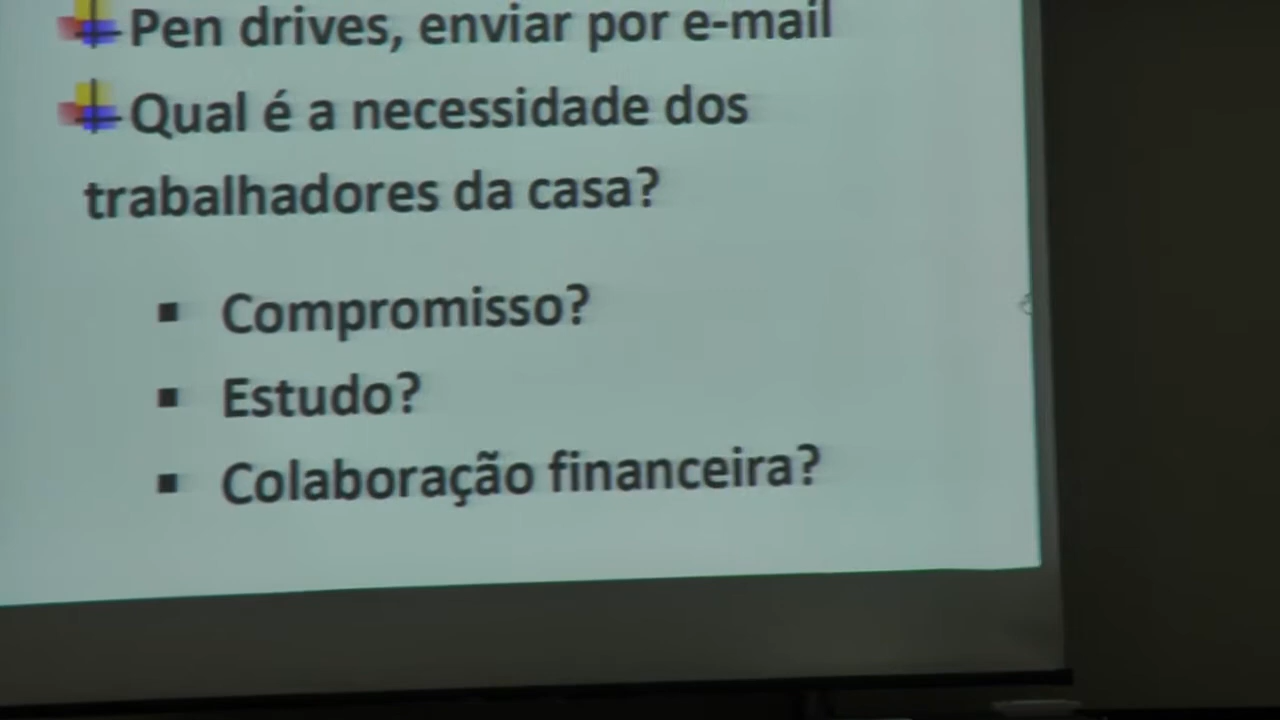 Pen drives, enviar por e-mail
Qual é a necessidade dos
trabalhadores da casa?
Compromisso?
Estudo?
Colaboração financeira?